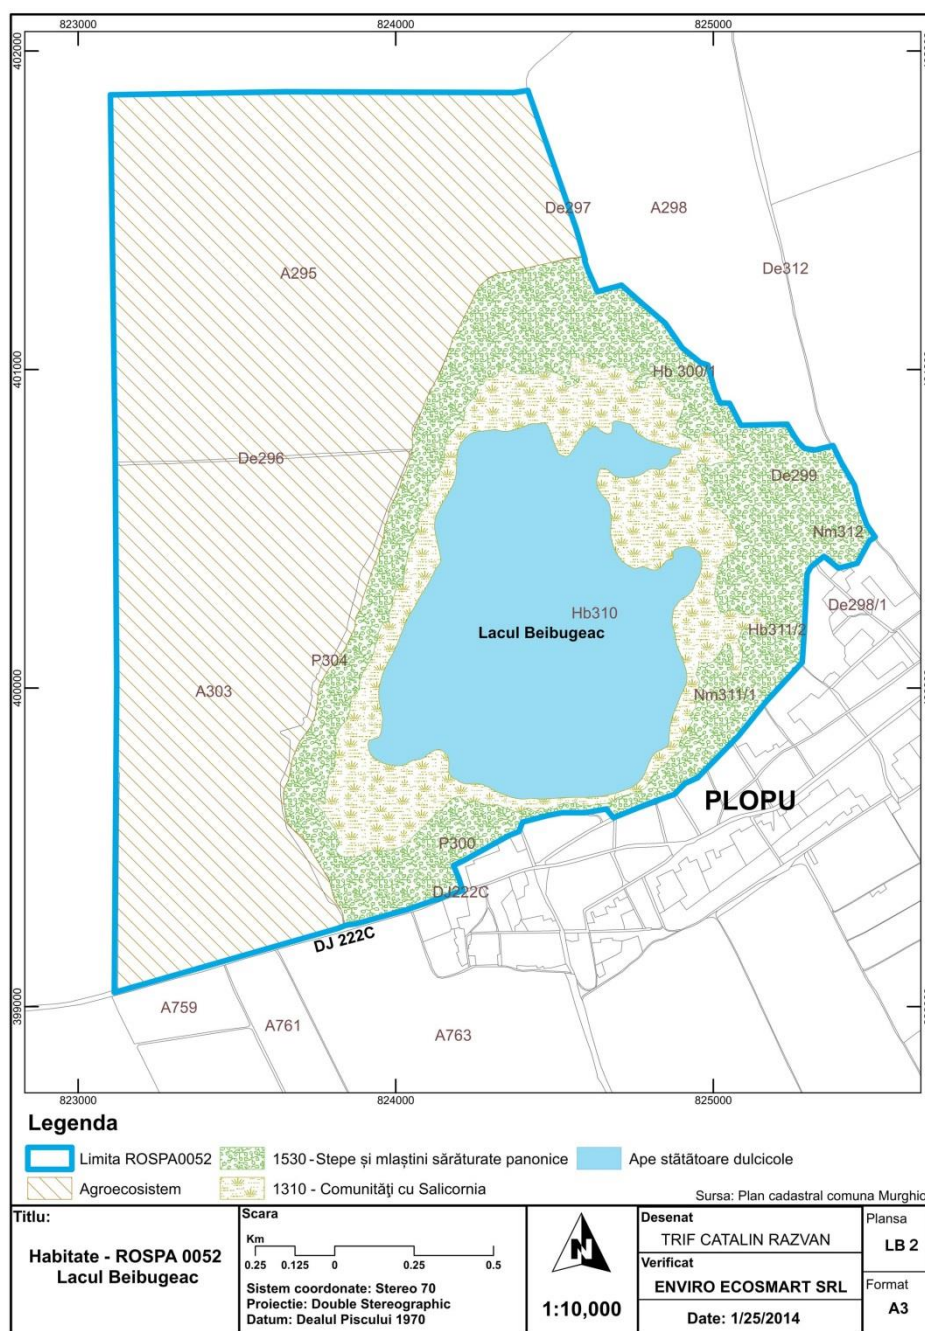 823000 824000 825000
402000
De297 A298
A295 De312
401000
Hb 309/1
De296 De299
Nm312
De298/1
Hb310
Lacul Beibugeac
Hb311/2
P304
400000
A303 Nm311/1
PLOPU
P300
DJ222C
DJ 222C
399000
A759
A761
A763
823000 824000 825000
Legenda
Limita ROSPA0052 1530 - Stepe și mlaștini sărăturate panonice Ape stătătoare dulcicole
Agroecosistem 1310 - Comunități cu Salicornia
Sursa: Plan cadastral comuna Murghio
Titlu:
Habitate - ROSPA 0052
Lacul Beibugeac
Scara
Km
0.25 0.125 0 0.25 0.5
Sistem coordonate: Stereo 70
Proiectie: Double Stereographic
Datum: Dealul Piscului 1970
N
1:10,000
Desenat
TRIF CATALIN RAZVAN
Verificat
ENVIRO ECOSMART SRL
Date: 1/25/2014
Plansa
LB 2
Format
A3